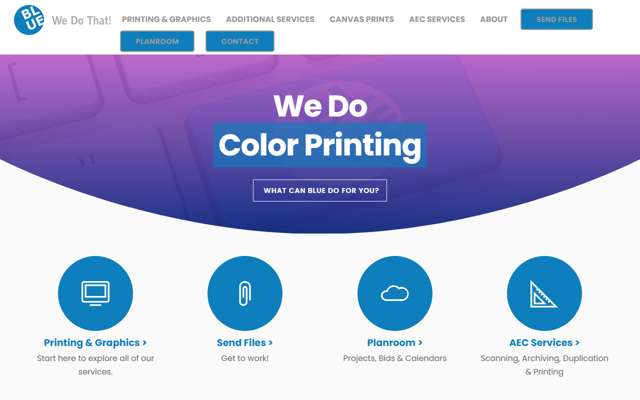 BLUE We Do That!
PRINTING & GRAPHICS ADDITIONAL SERVICES CANVAS PRINTS AEC SERVICES ABOUT SEND FILES
PLANROOM CONTACT
We Do
Color Printing
WHAT CAN BLUE DO FOR YOU?
Printing & Graphics >
Start here to explore all of our
services.
Send Files >
Get to work!
Planroom >
Projects, Bids & Calendars
AEC Services >
Scanning, Archiving, Duplication
& Printing